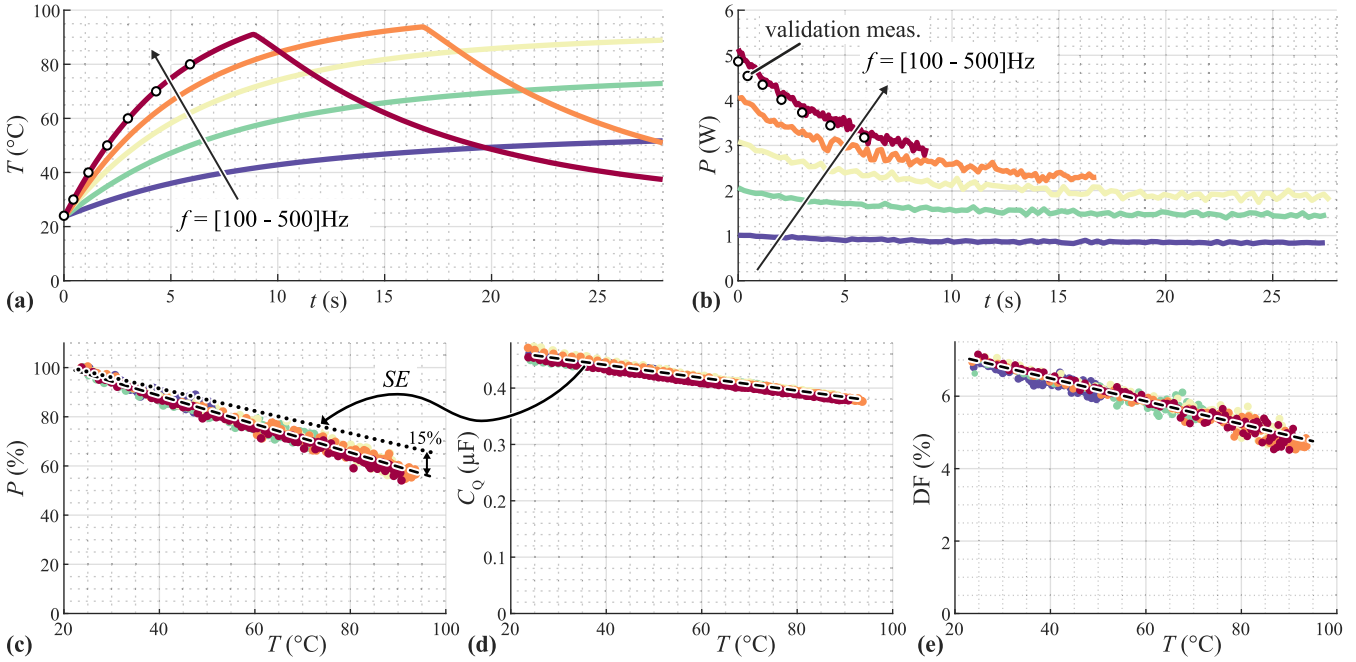 100
80
60
40
20
0
T (°C)
f = [100 - 500]Hz
0
5
10
15
20
25
(a)
t (s)
6
5
4
3
2
1
0
P (W)
validation meas.
f = [100 - 500]Hz
0
5
10
15
20
25
(b)
t (s)
100
80
60
40
20
0
P (%)
SE
15%
20
40
60
80
100
(c)
T (°C)
0.4
0.3
0.2
0.1
0
C_Q (µF)
20
40
60
80
100
(d)
T (°C)
6
4
2
0
DF (%)
20
40
60
80
100
(e)
T (°C)